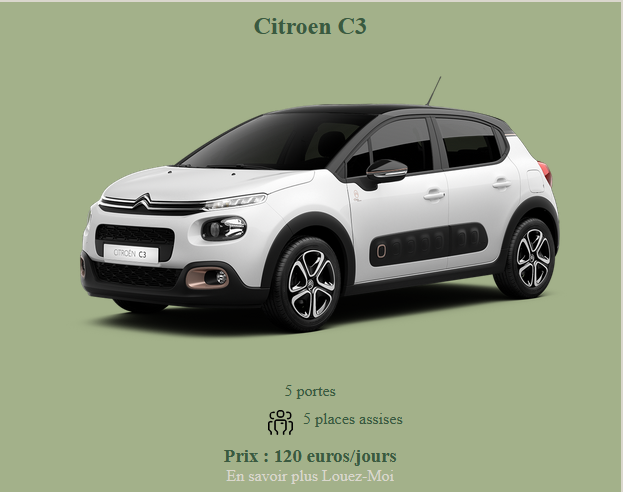 Citroen C3
CITROËN C3
5 portes
5 places assises
Prix : 120 euros/jours
En savoir plus Louez-Moi